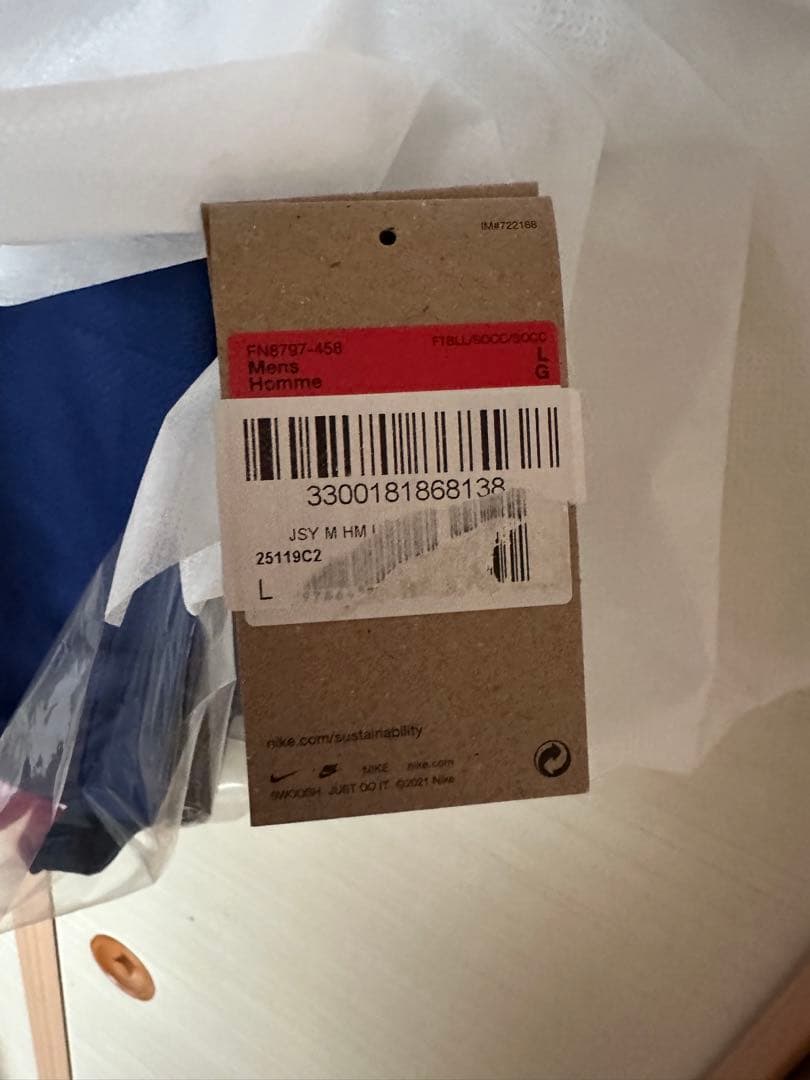 IM#722168
FN8797-458 FTBLL/SOCC/SOCC
Mens L
Homme G
3300181868138
JSY M HM
25119C2
L
nike.com/sustainability
NIKE nike.com
SWOOSH JUST DO IT ©2021 Nike